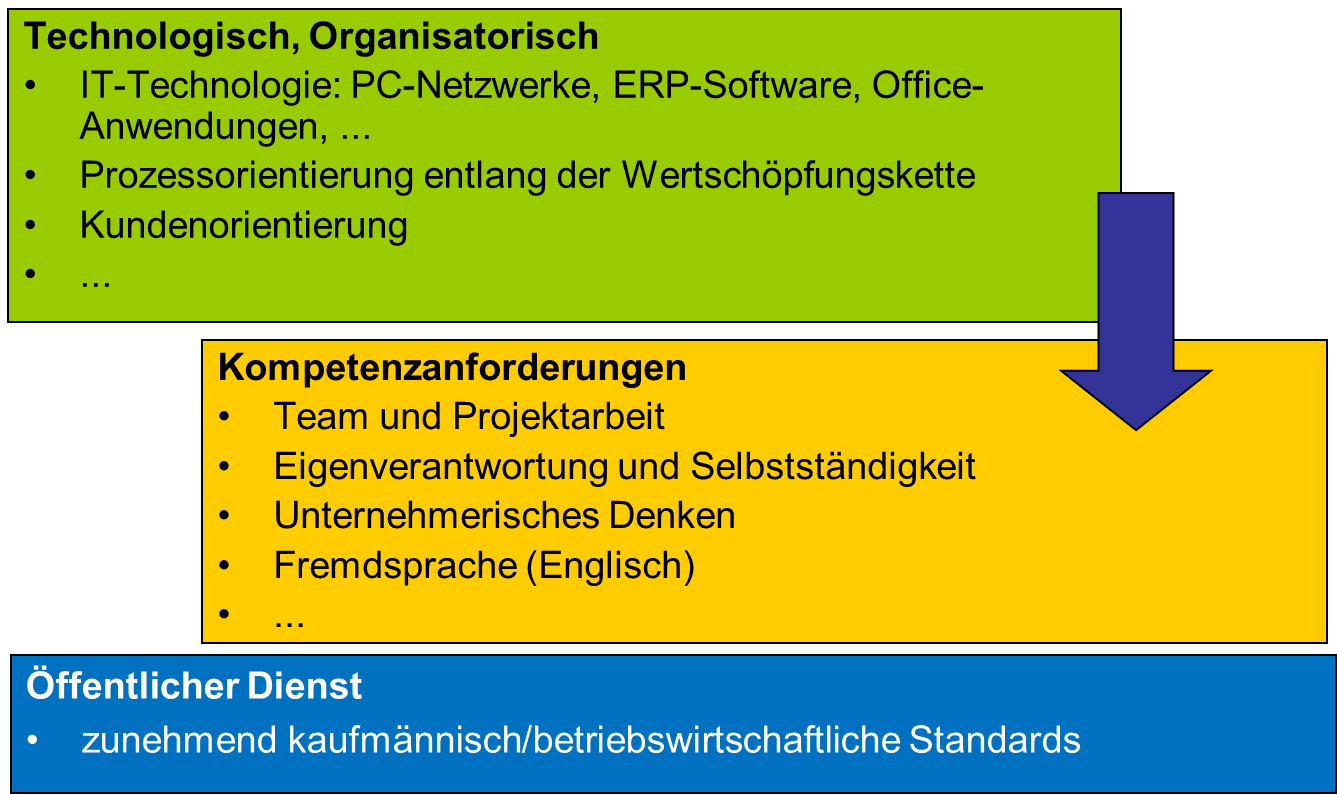 Technologisch, Organisatorisch
• IT-Technologie: PC-Netzwerke, ERP-Software, Office-
Anwendungen, ...
• Prozessorientierung entlang der Wertschöpfungskette
• Kundenorientierung
• ...
Kompetenzanforderungen
• Team und Projektarbeit
• Eigenverantwortung und Selbstständigkeit
• Unternehmerisches Denken
• Fremdsprache (Englisch)
• ...
Öffentlicher Dienst
• zunehmend kaufmännisch/betriebswirtschaftliche Standards